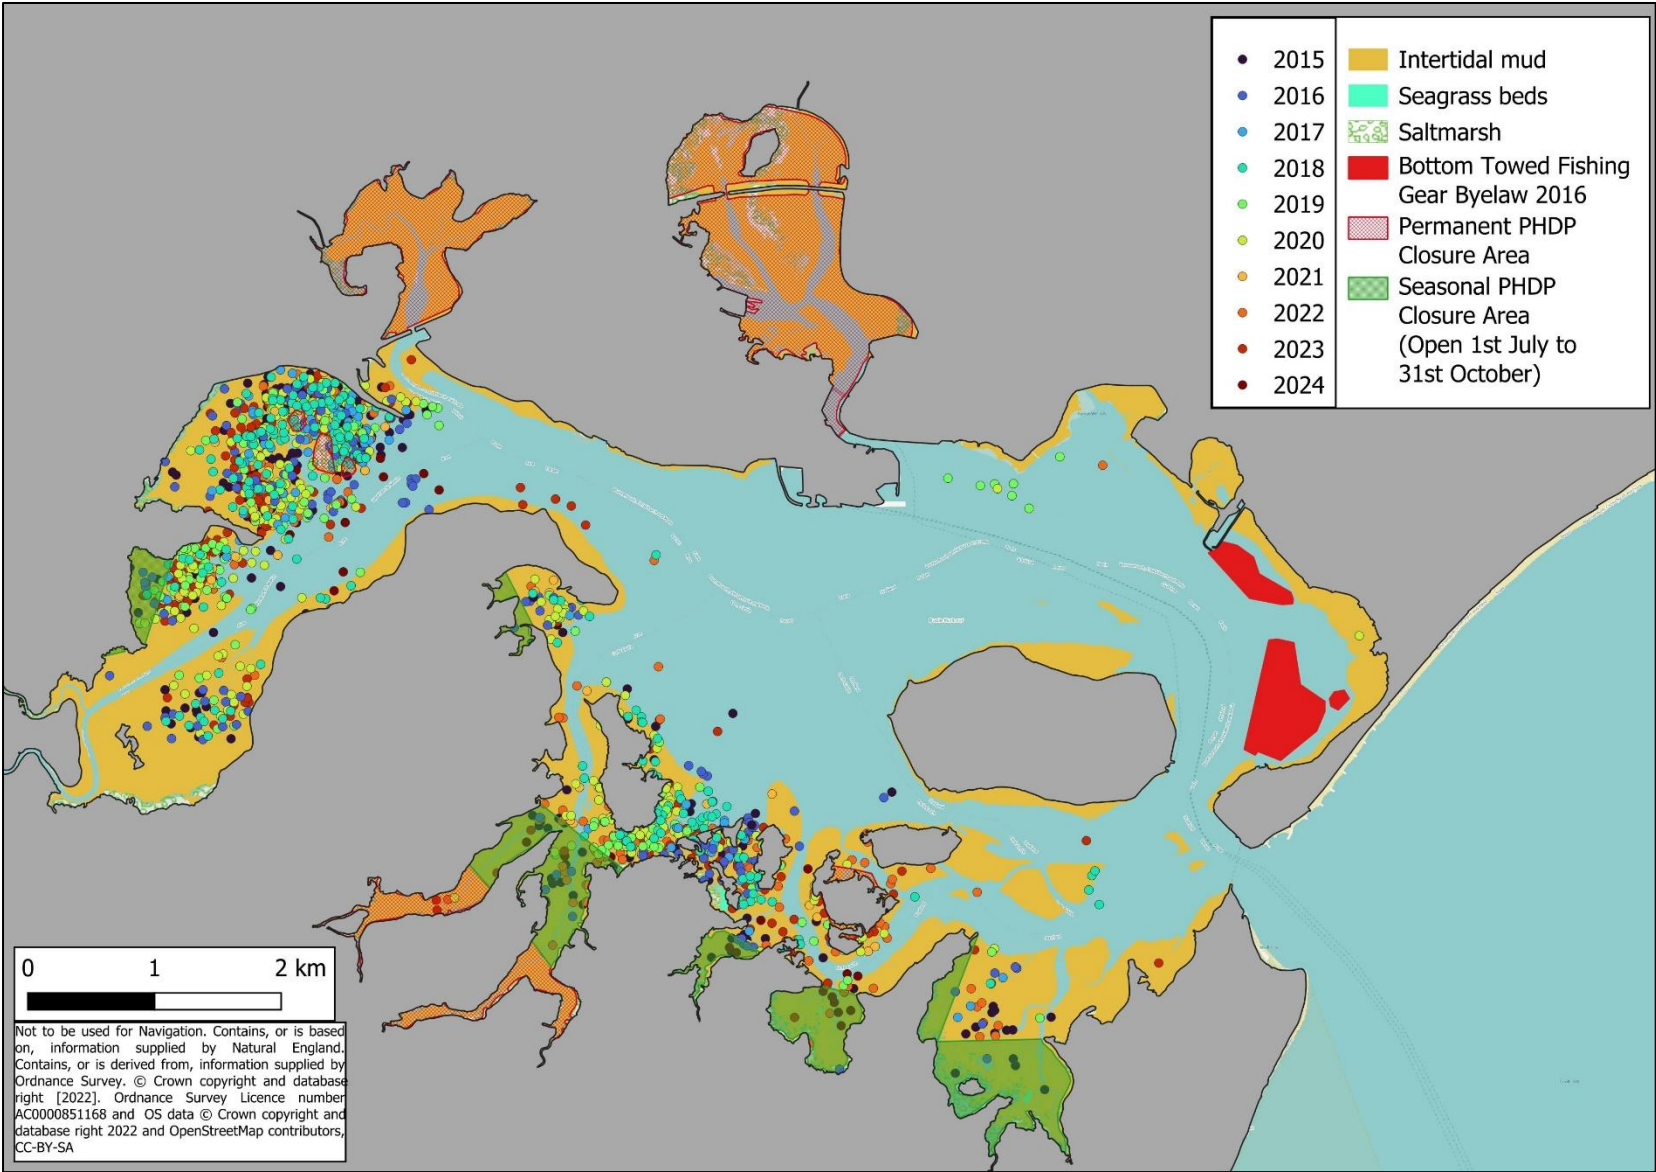 2015
2016
2017
2018
2019
2020
2021
2022
2023
2024
Intertidal mud
Seagrass beds
Saltmarsh
Bottom Towed Fishing
Gear Byelaw 2016
Permanent PHDP
Closure Area
Seasonal PHDP
Closure Area
(Open 1st July to
31st October)
0 1 2 km
Not to be used for Navigation. Contains, or is based
on, information supplied by Natural England.
Contains, or is derived from, information supplied by
Ordnance Survey. © Crown copyright and database
right [2022]. Ordnance Survey Licence number
AC0000851168 and OS data © Crown copyright and
database right 2022 and OpenStreetMap contributors,
CC-BY-SA